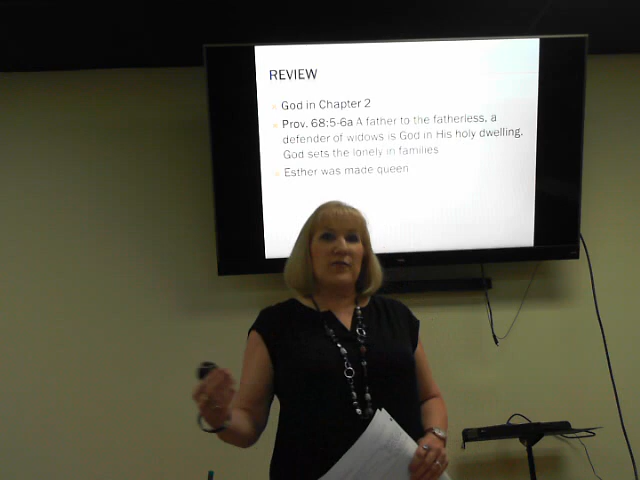 REVIEW
God in Chapter 2
Prov. 68:5-6a A father to the fatherless, a
defender of widows is God in His holy dwelling.
God sets the lonely in families
Esther was made queen